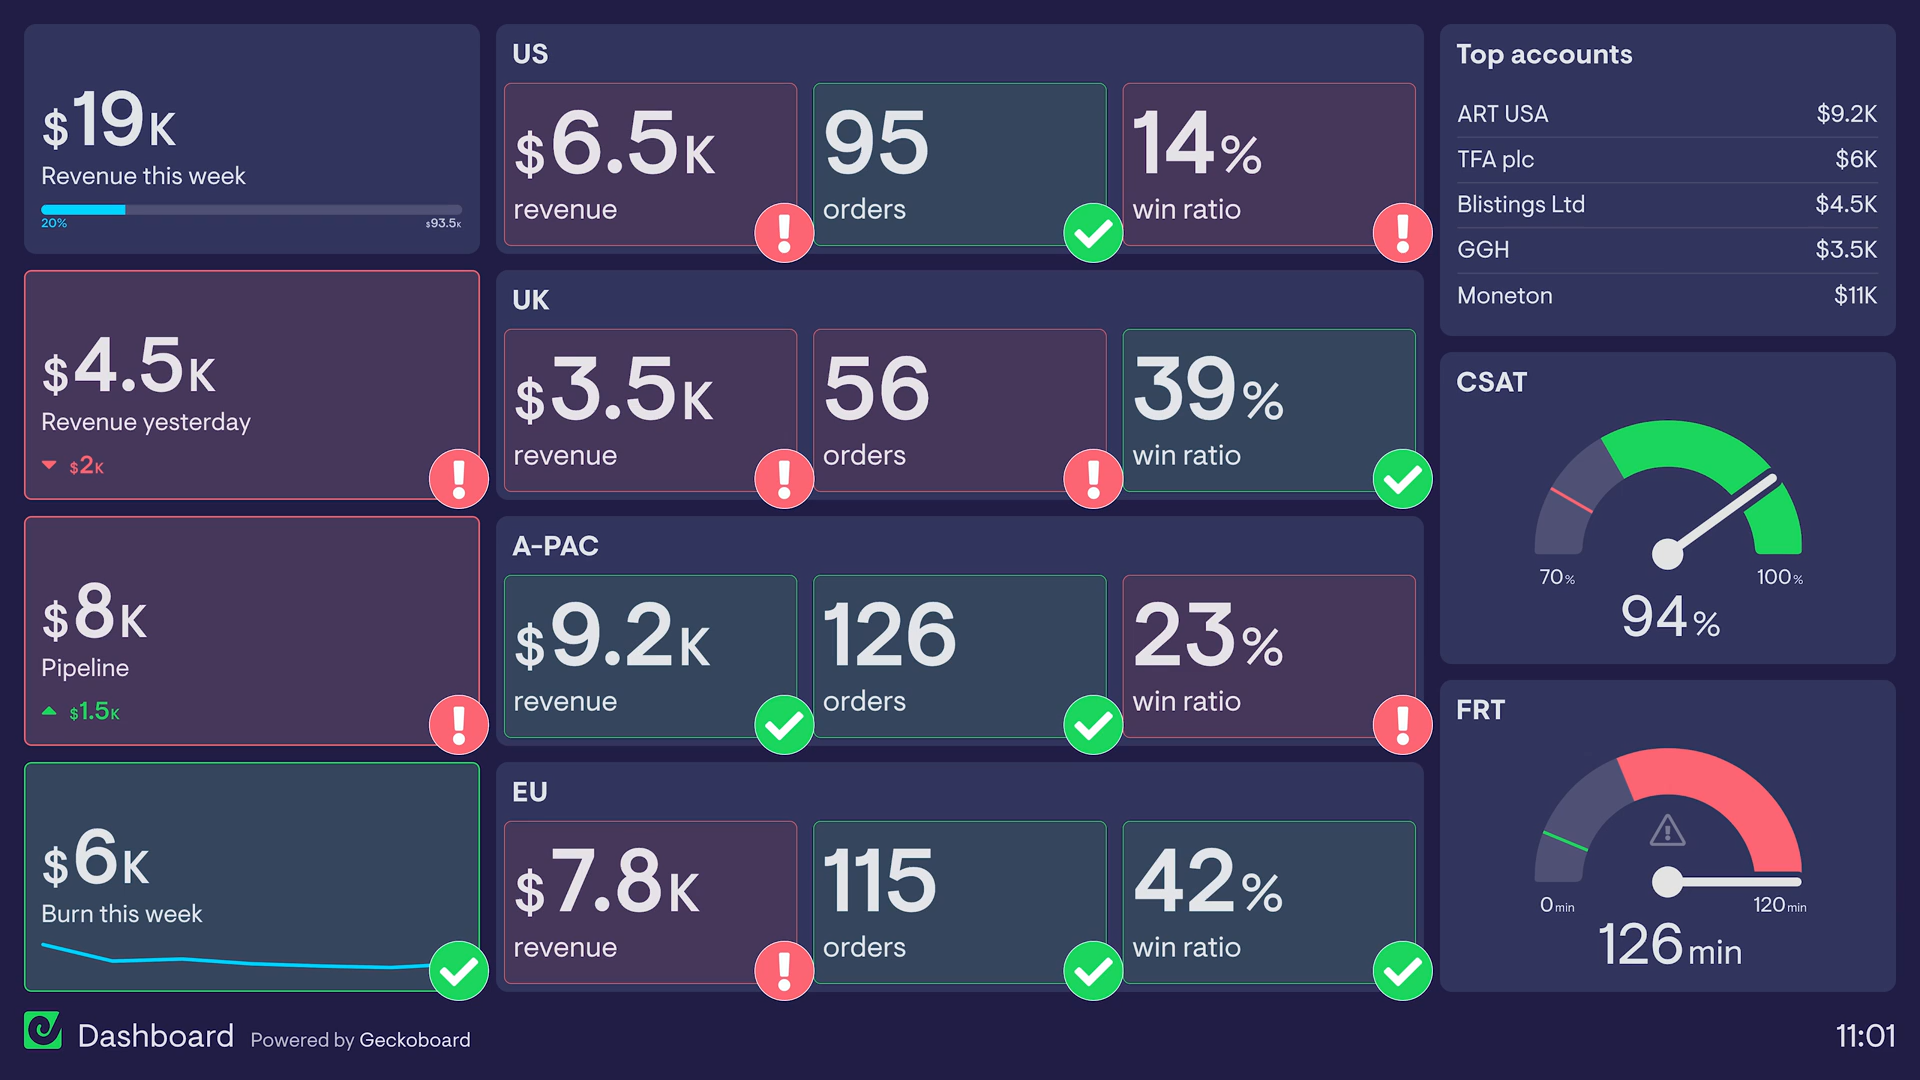 $19K
Revenue this week
20%
$93.5K
$4.5K
Revenue yesterday
$2K
$8K
Pipeline
$1.5K
$6K
Burn this week
US
$6.5K
revenue
95
orders
14%
win ratio
UK
$3.5K
revenue
56
orders
39%
win ratio
A-PAC
$9.2K
revenue
126
orders
23%
win ratio
EU
$7.8K
revenue
115
orders
42%
win ratio
Top accounts
ART USA $9.2K
TFA plc $6K
Blistings Ltd $4.5K
GGH $3.5K
Moneton $11K
CSAT
70% 100%
94%
FRT
0min 120min
126 min
Dashboard Powered by Geckoboard
11:01